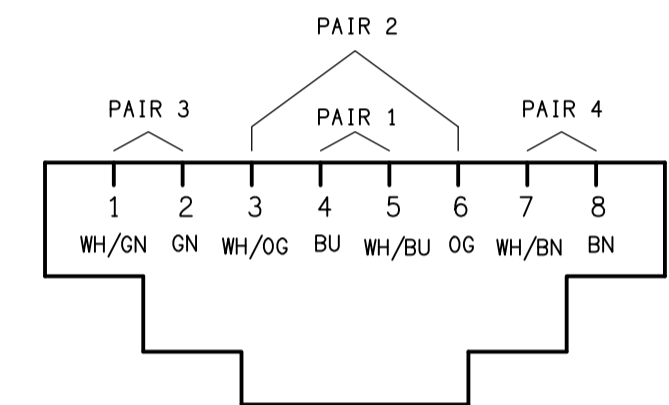 PAIR 2
PAIR 3 PAIR 1 PAIR 4
1 2 3 4 5 6 7 8
WH/GN GN WH/OG BU WH/BU OG WH/BN BN